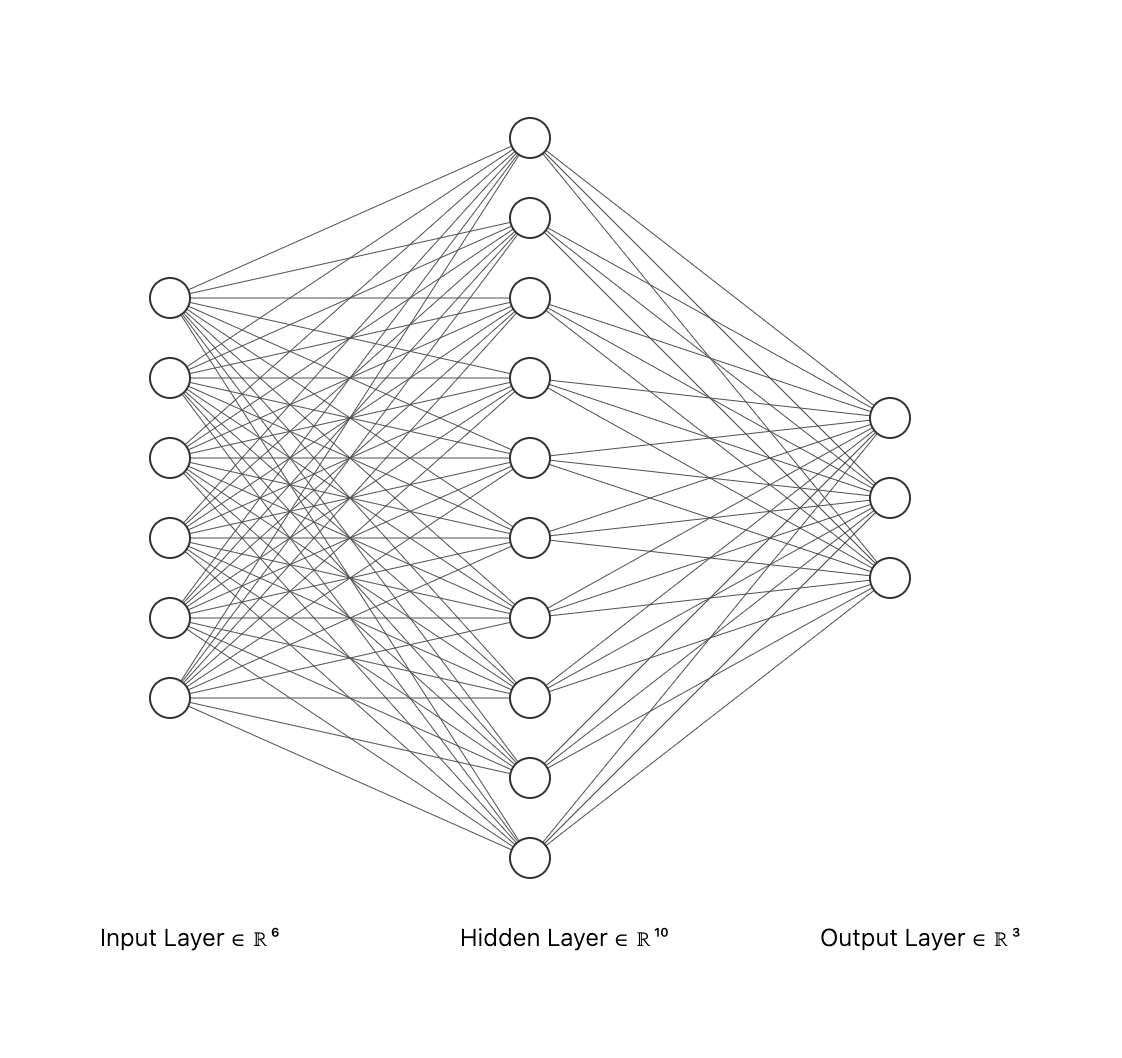 Input Layer ∈ ℝ⁶
Hidden Layer ∈ ℝ¹⁰
Output Layer ∈ ℝ³